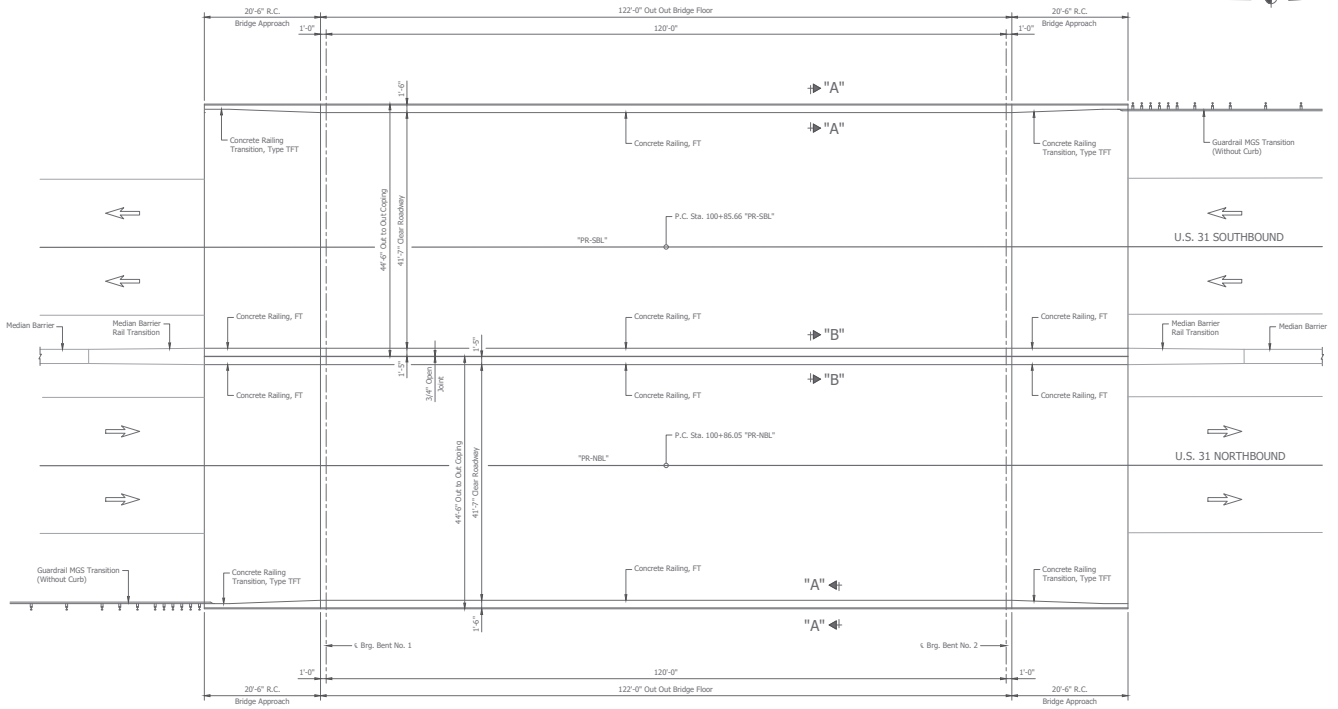 20'-6" R.C.
Bridge Approach
122'-0" Out Out Bridge Floor
20'-6" R.C.
Bridge Approach
1'-0"
120'-0"
1'-0"
1'-6"
"A"
"A"
Concrete Railing
Transition, Type TFT
Concrete Railing, FT
Concrete Railing
Transition, Type TFT
Guardrail MGS Transition
(Without Curb)
44'-6" Out to Out Coping
41'-7" Clear Roadway
P.C. Sta. 100+85.66 "PR-SBL"
"PR-SBL"
U.S. 31 SOUTHBOUND
Median Barrier
Median Barrier
Rail Transition
Concrete Railing, FT
Concrete Railing, FT
"B"
Concrete Railing, FT
Median Barrier
Rail Transition
Median Barrier
1'-5"
1'-5"
3/4" Open
Joint
Concrete Railing, FT
Concrete Railing, FT
"B"
Concrete Railing, FT
P.C. Sta. 100+86.05 "PR-NBL"
"PR-NBL"
U.S. 31 NORTHBOUND
44'-6" Out to Out Coping
41'-7" Clear Roadway
Guardrail MGS Transition
(Without Curb)
Concrete Railing
Transition, Type TFT
Concrete Railing, FT
"A"
Concrete Railing
Transition, Type TFT
"A"
1'-6"
℄ Brg. Bent No. 1
℄ Brg. Bent No. 2
1'-0"
120'-0"
1'-0"
20'-6" R.C.
Bridge Approach
122'-0" Out Out Bridge Floor
20'-6" R.C.
Bridge Approach